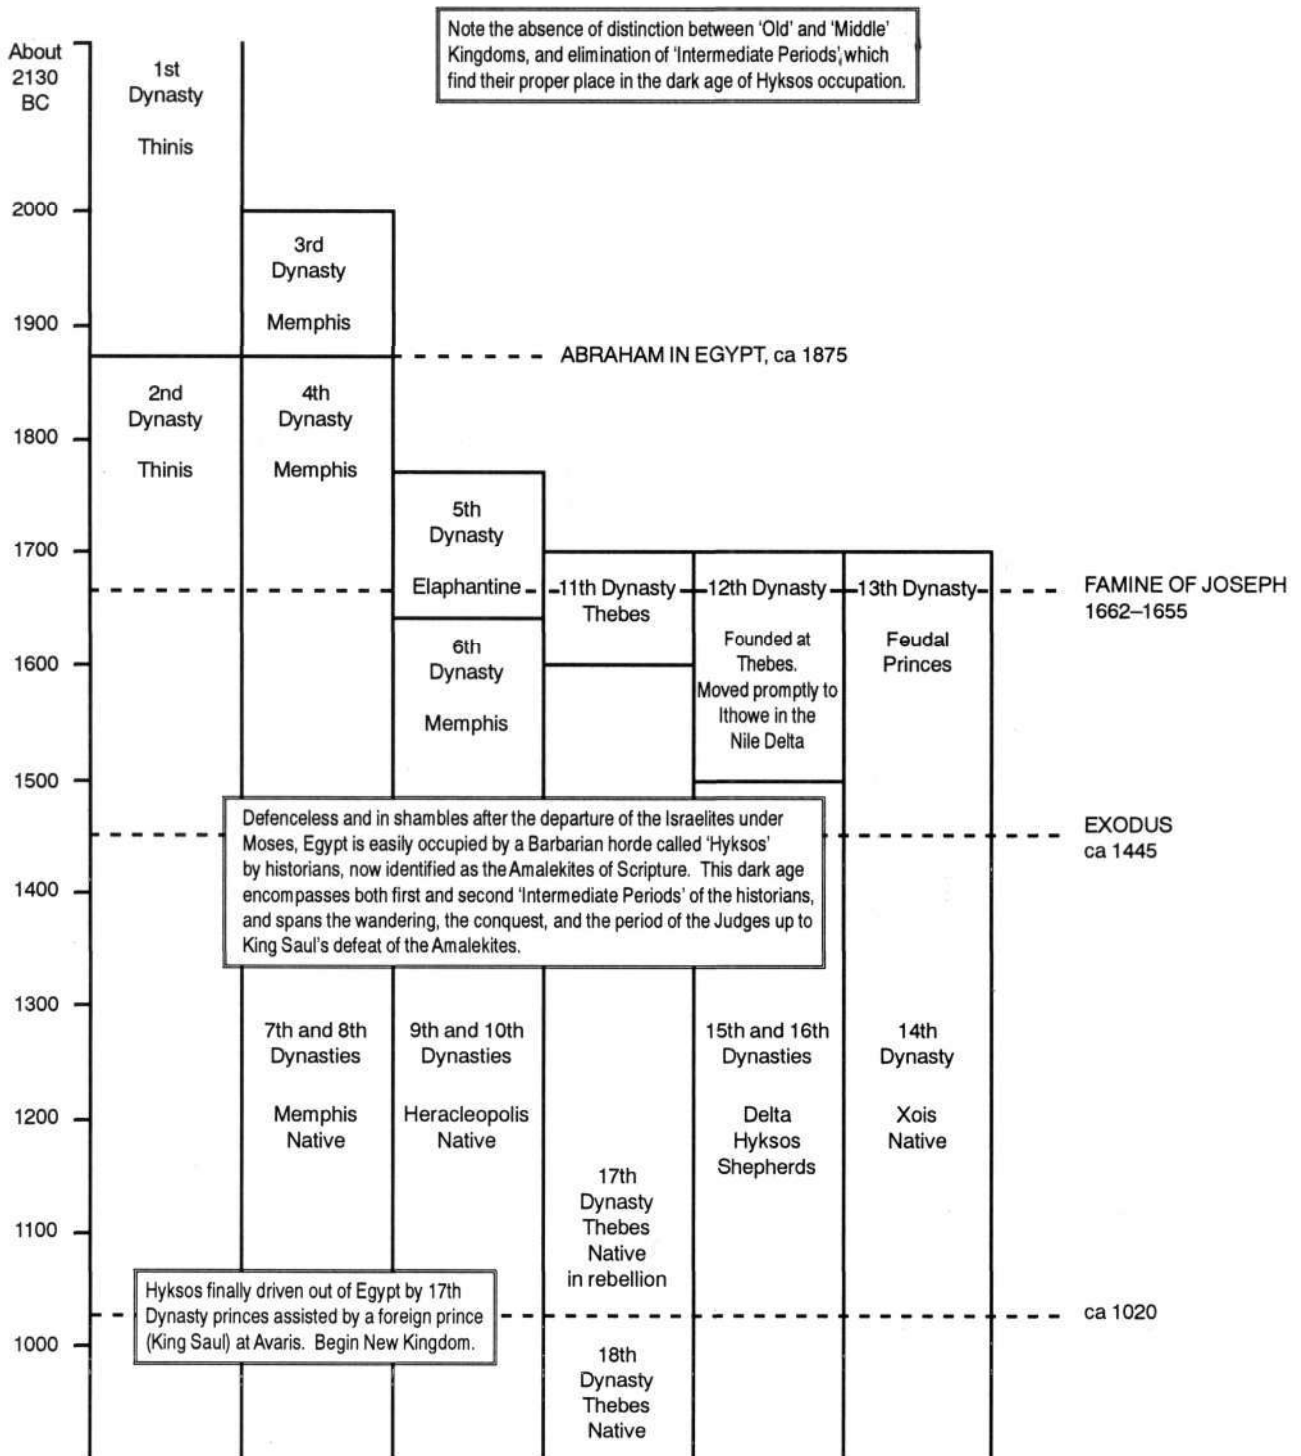 Note the absence of distinction between ‘Old’ and ‘Middle’
Kingdoms, and elimination of ‘Intermediate Periods’, which
find their proper place in the dark age of Hyksos occupation.
About
2130
BC
1st
Dynasty
Thinis
2000
3rd
Dynasty
Memphis
1900
ABRAHAM IN EGYPT, ca 1875
2nd
Dynasty
Thinis
4th
Dynasty
Memphis
1800
5th
Dynasty
Elaphantine
1700
11th Dynasty
Thebes
12th Dynasty
Founded at
Thebes.
Moved promptly to
Ithowe in the
Nile Delta
13th Dynasty
Feudal
Princes
FAMINE OF JOSEPH
1662–1655
6th
Dynasty
Memphis
1600
1500
Defenceless and in shambles after the departure of the Israelites under
Moses, Egypt is easily occupied by a Barbarian horde called ‘Hyksos’
by historians, now identified as the Amalekites of Scripture. This dark age
encompasses both first and second ‘Intermediate Periods’ of the historians,
and spans the wandering, the conquest, and the period of the Judges up to
King Saul’s defeat of the Amalekites.
EXODUS
ca 1445
1400
1300
7th and 8th
Dynasties
Memphis
Native
9th and 10th
Dynasties
Heracleopolis
Native
15th and 16th
Dynasties
Delta
Hyksos
Shepherds
14th
Dynasty
Xois
Native
1200
17th
Dynasty
Thebes
Native
in rebellion
1100
Hyksos finally driven out of Egypt by 17th
Dynasty princes assisted by a foreign prince
(King Saul) at Avaris. Begin New Kingdom.
ca 1020
1000
18th
Dynasty
Thebes
Native